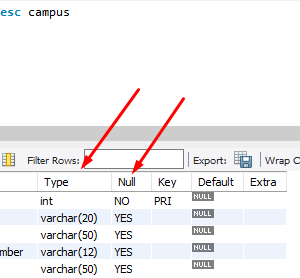 esc campus
Filter Rows: Export: Wrap C
Type Null Key Default Extra
int NO PRI NULL
varchar(20) YES NULL
varchar(50) YES NULL
mber varchar(12) YES NULL
varchar(50) YES NULL